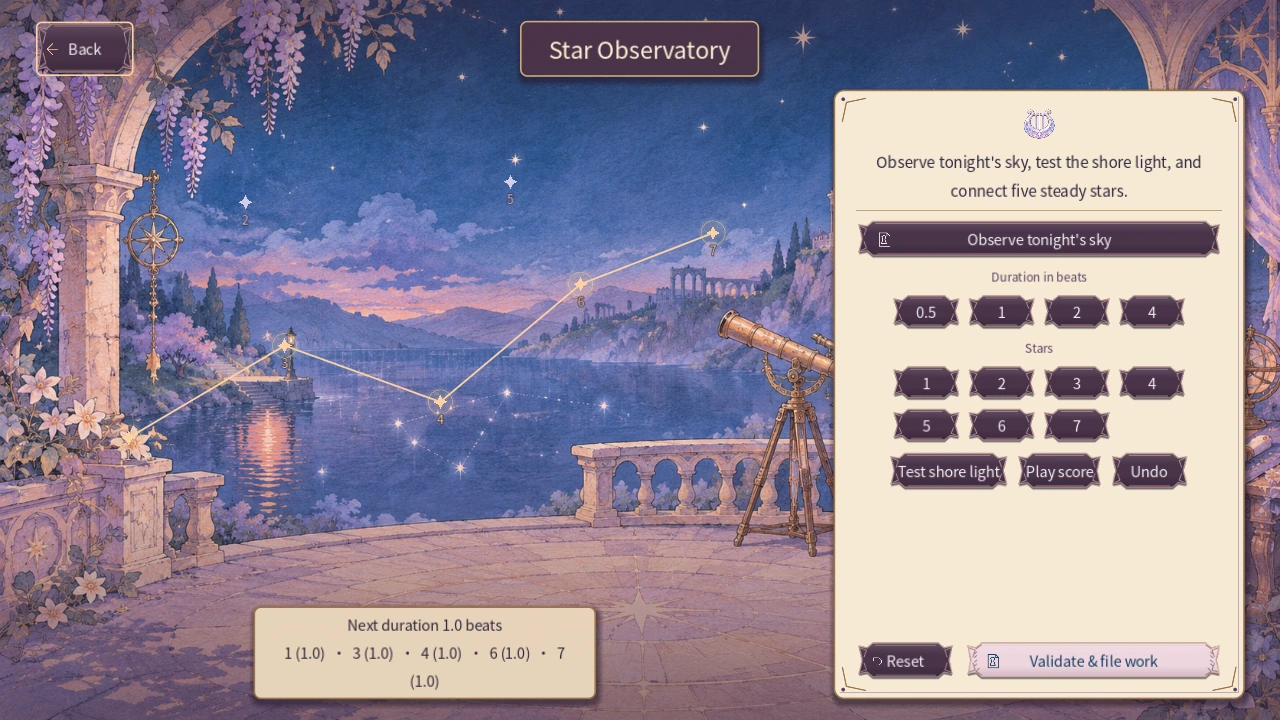 Back
Star Observatory
Observe tonight's sky, test the shore light, and
connect five steady stars.
Observe tonight's sky
Duration in beats
0.5
1
2
4
Stars
1
2
3
4
5
6
7
Test shore light
Play score
Undo
Reset
Validate & file work
2
5
7
6
3
4
Next duration 1.0 beats
1 (1.0) • 3 (1.0) • 4 (1.0) • 6 (1.0) • 7
(1.0)